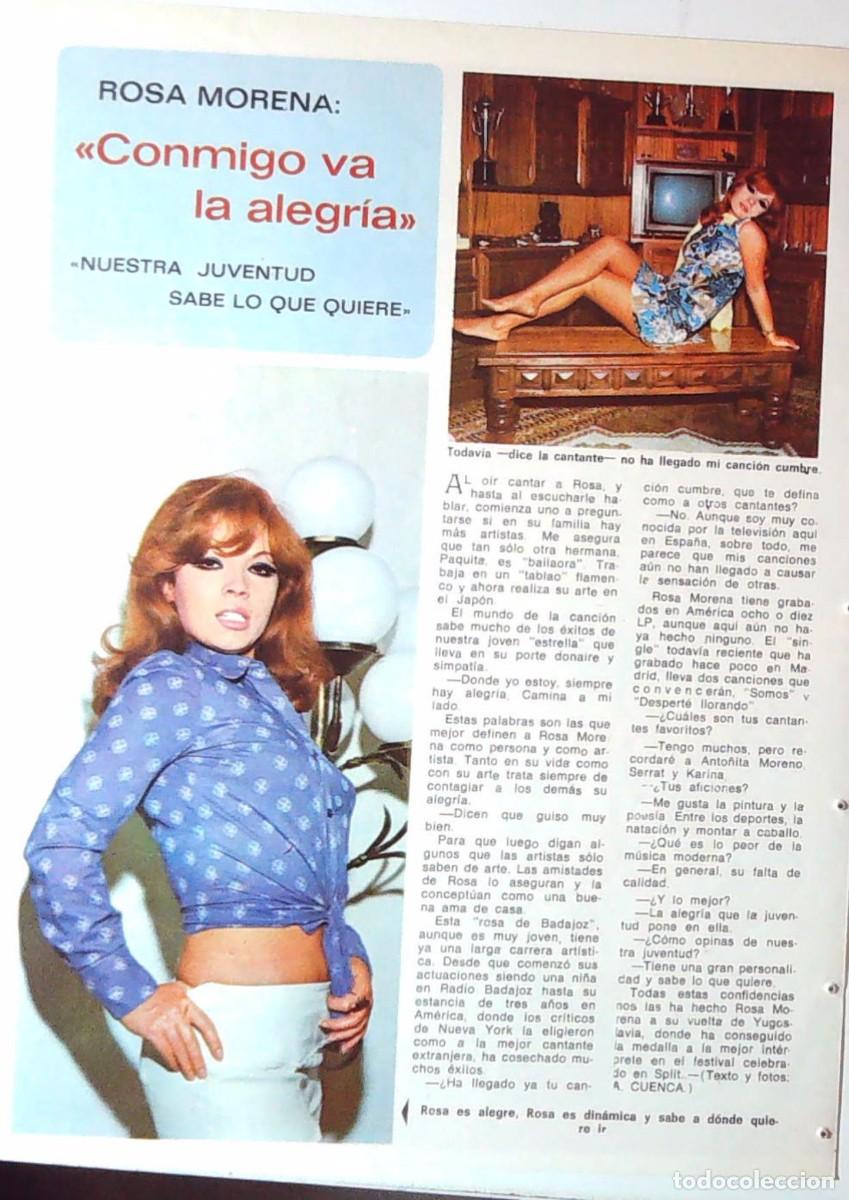 ROSA MORENA:
«Conmigo va
la alegría»
«NUESTRA JUVENTUD
SABE LO QUE QUIERE»
Todavía —dice la cantante— no ha llegado mi canción cumbre.
AL oír cantar a Rosa, y
hasta al escucharle ha-
blar, comienza uno a pregun-
tarse si en su familia hay
más artistas. Me asegura
que tan sólo otra hermana,
Paquita, es "bailaora". Tra-
baja en un "tablao" flamen-
co y ahora realiza su arte en
el Japón.
El mundo de la canción
sabe mucho de los éxitos de
nuestra joven "estrella" que
lleva en su porte donaire y
simpatía.
—Donde yo estoy, siempre
hay alegría. Camina a mi
lado.
Estas palabras son las que
mejor definen a Rosa More
na como persona y como ar-
tista. Tanto en su vida como
con su arte trata siempre de
contagiar a los demás su
alegría.
—Dicen que guiso muy
bien.
Para que luego digan al-
gunos que las artistas sólo
saben de arte. Las amistades
de Rosa lo aseguran y la
conceptúan como una bue-
na ama de casa.
Esta "rosa de Badajoz",
aunque es muy joven, tiene
ya una larga carrera artísti-
ca. Desde que comenzó sus
actuaciones siendo una niña
en Radio Badajoz hasta su
estancia de tres años en
América, donde los críticos
de Nueva York la eligieron
como a la mejor cantante
extranjera, ha cosechado mu-
chos éxilos.
—¿Ha llegado ya tu can-
ción cumbre, que te defina
como a otros cantantes?
—No. Aunque soy muy co-
nocida por la televisión aquí
en España, sobre todo, me
parece que mis canciones
aún no han llegado a causar
la sensación de otras.
Rosa Morena tiene graba-
dos en América ocho o diez
LP, aunque aquí aún no ha-
ya hecho ninguno. El "sin-
gle" todavía reciente que ha
grabado hace poco en Ma-
drid, lleva dos canciones que
convencerán, "Somos" y
"Desperté llorando"
—¿Cuáles son tus cantan-
tes favoritos?
—Tengo muchos, pero re-
cordaré a Antoñita Moreno,
Serrat y Karina.
—¿Tus aficiones?
—Me gusta la pintura y la
poesía Entre los deportes, la
natación y montar a caballo.
—¿Qué es lo peor de la
música moderna?
—En general, su falta de
calidad.
—¿Y lo mejor?
—La alegría que la juven-
tud pone en ella.
—¿Cómo opinas de nues-
tra juventud?
—Tiene una gran personali-
dad y sabe lo que quiere.
Todas estas confidencias
nos las ha hecho Rosa Mo-
rena a su vuelta de Yugos-
lavia, donde ha conseguido
la medalla a la mejor intér-
prete en el festival celebra-
do en Split.—(Texto y fotos:
A. CUENCA.)
Rosa es alegre, Rosa es dinámica y sabe a dónde quie-
re ir
todocoleccion